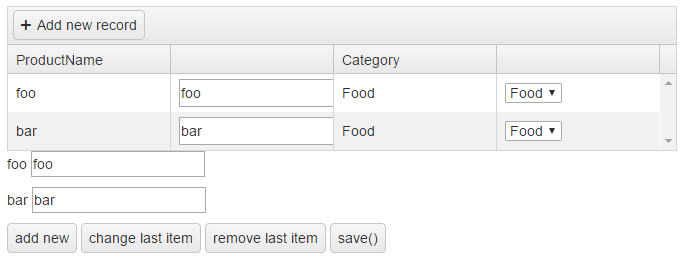 Add new record
ProductName Category
foo foo Food Food
bar bar Food Food
foo foo
bar bar
add new change last item remove last item save()